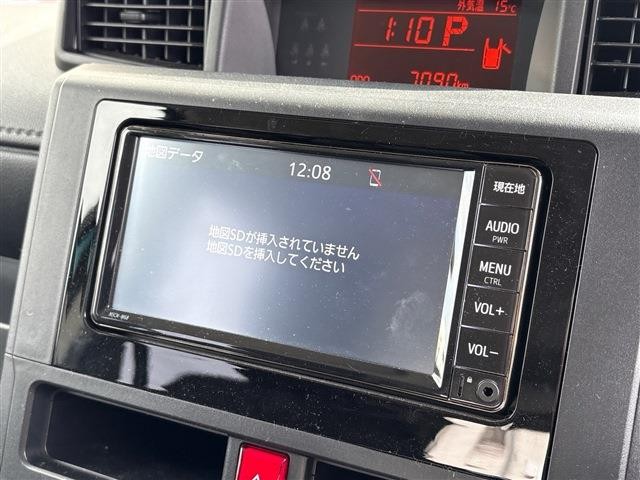 外気温 15℃
1:10 P
ODO 7090km
地図データ
12:08
地図SDが挿入されていません
地図SDを挿入してください
現在地
AUDIO
PWR
MENU
CTRL
VOL+
VOL-